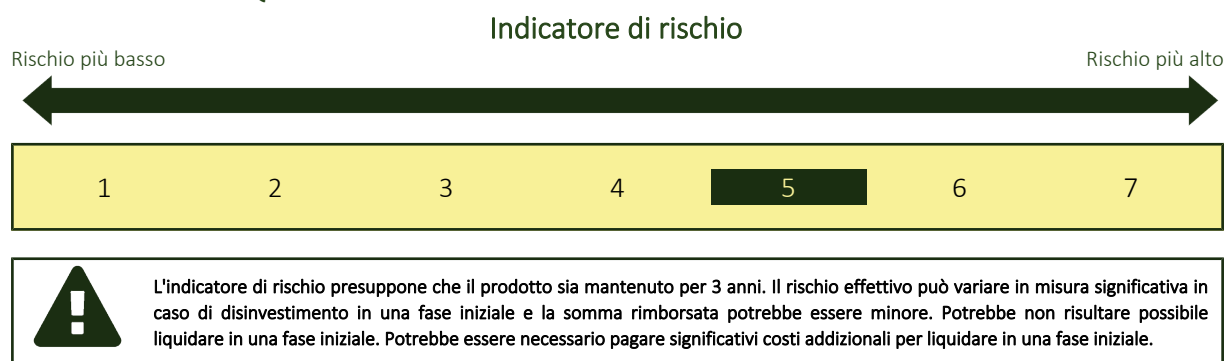 Indicatore di rischio
Rischio più basso
Rischio più alto
1 2 3 4 5 6 7
L'indicatore di rischio presuppone che il prodotto sia mantenuto per 3 anni. Il rischio effettivo può variare in misura significativa in
caso di disinvestimento in una fase iniziale e la somma rimborsata potrebbe essere minore. Potrebbe non risultare possibile
liquidare in una fase iniziale. Potrebbe essere necessario pagare significativi costi addizionali per liquidare in una fase iniziale.